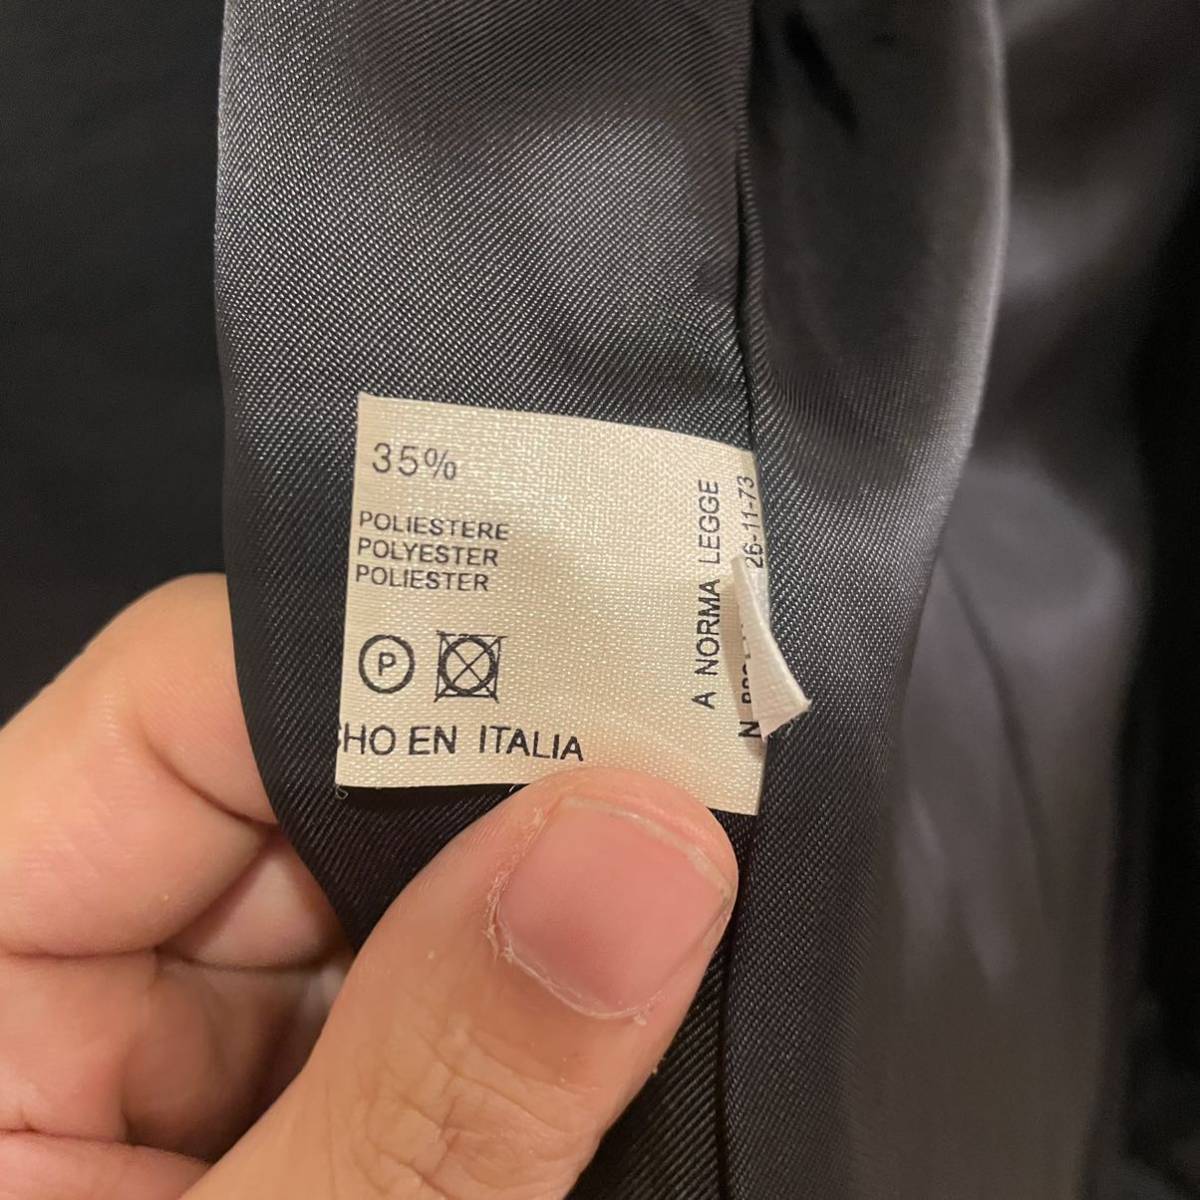 35%
POLIESTERE
POLYESTER
POLIESTER
P
HO EN ITALIA
A NORMA LEGGE
26-11-73